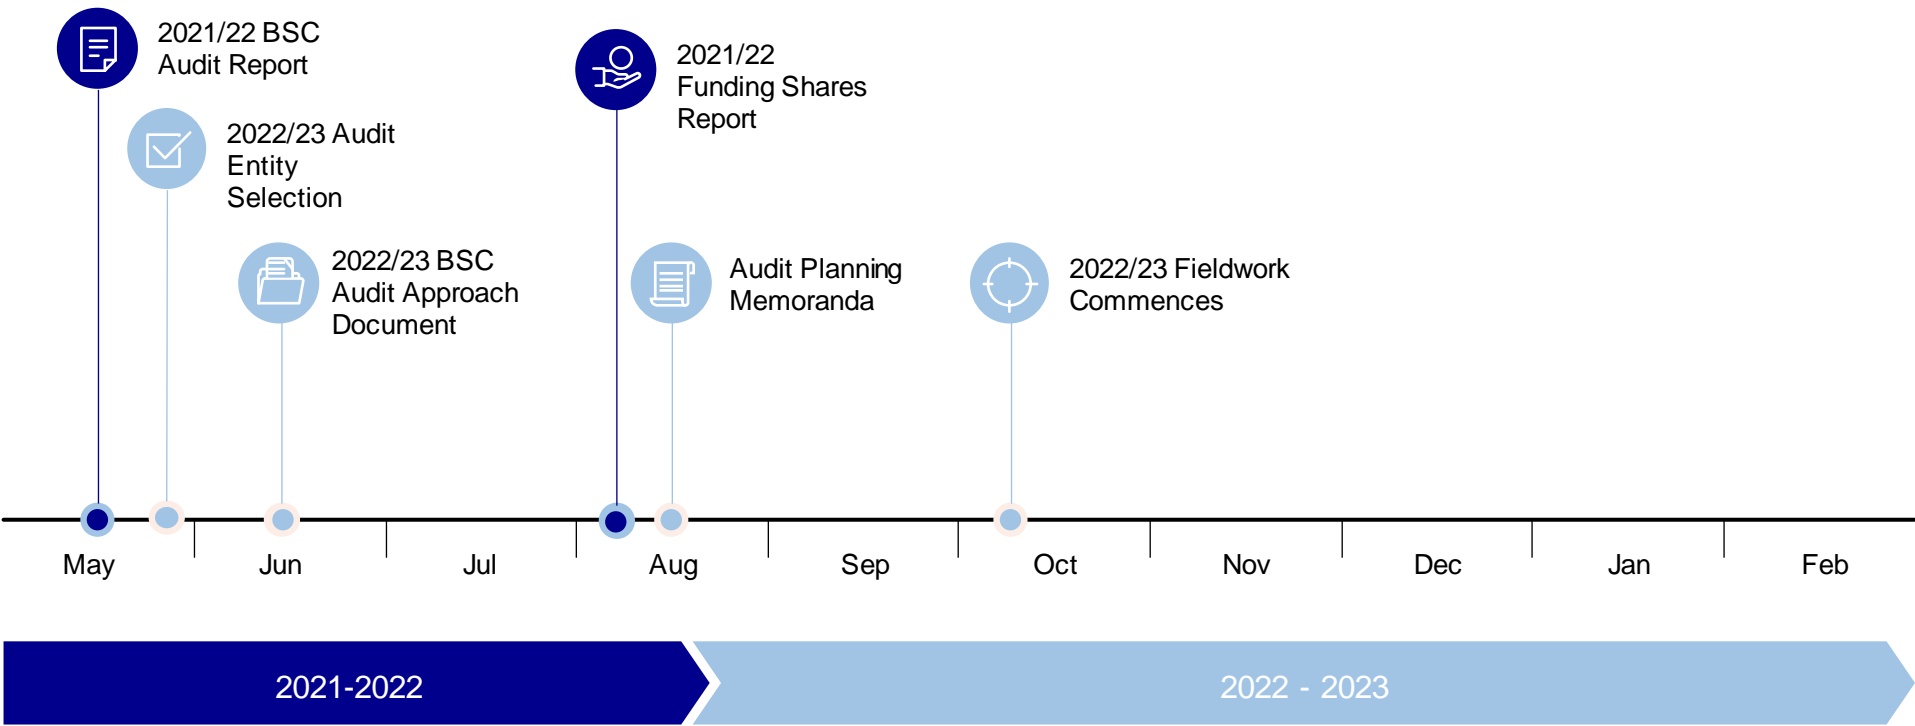 2021/22 BSC
Audit Report
2022/23 Audit
Entity
Selection
2022/23 BSC
Audit Approach
Document
2021/22
Funding Shares
Report
Audit Planning
Memoranda
2022/23 Fieldwork
Commences
May
Jun
Jul
Aug
Sep
Oct
Nov
Dec
Jan
Feb
2021-2022
2022 - 2023